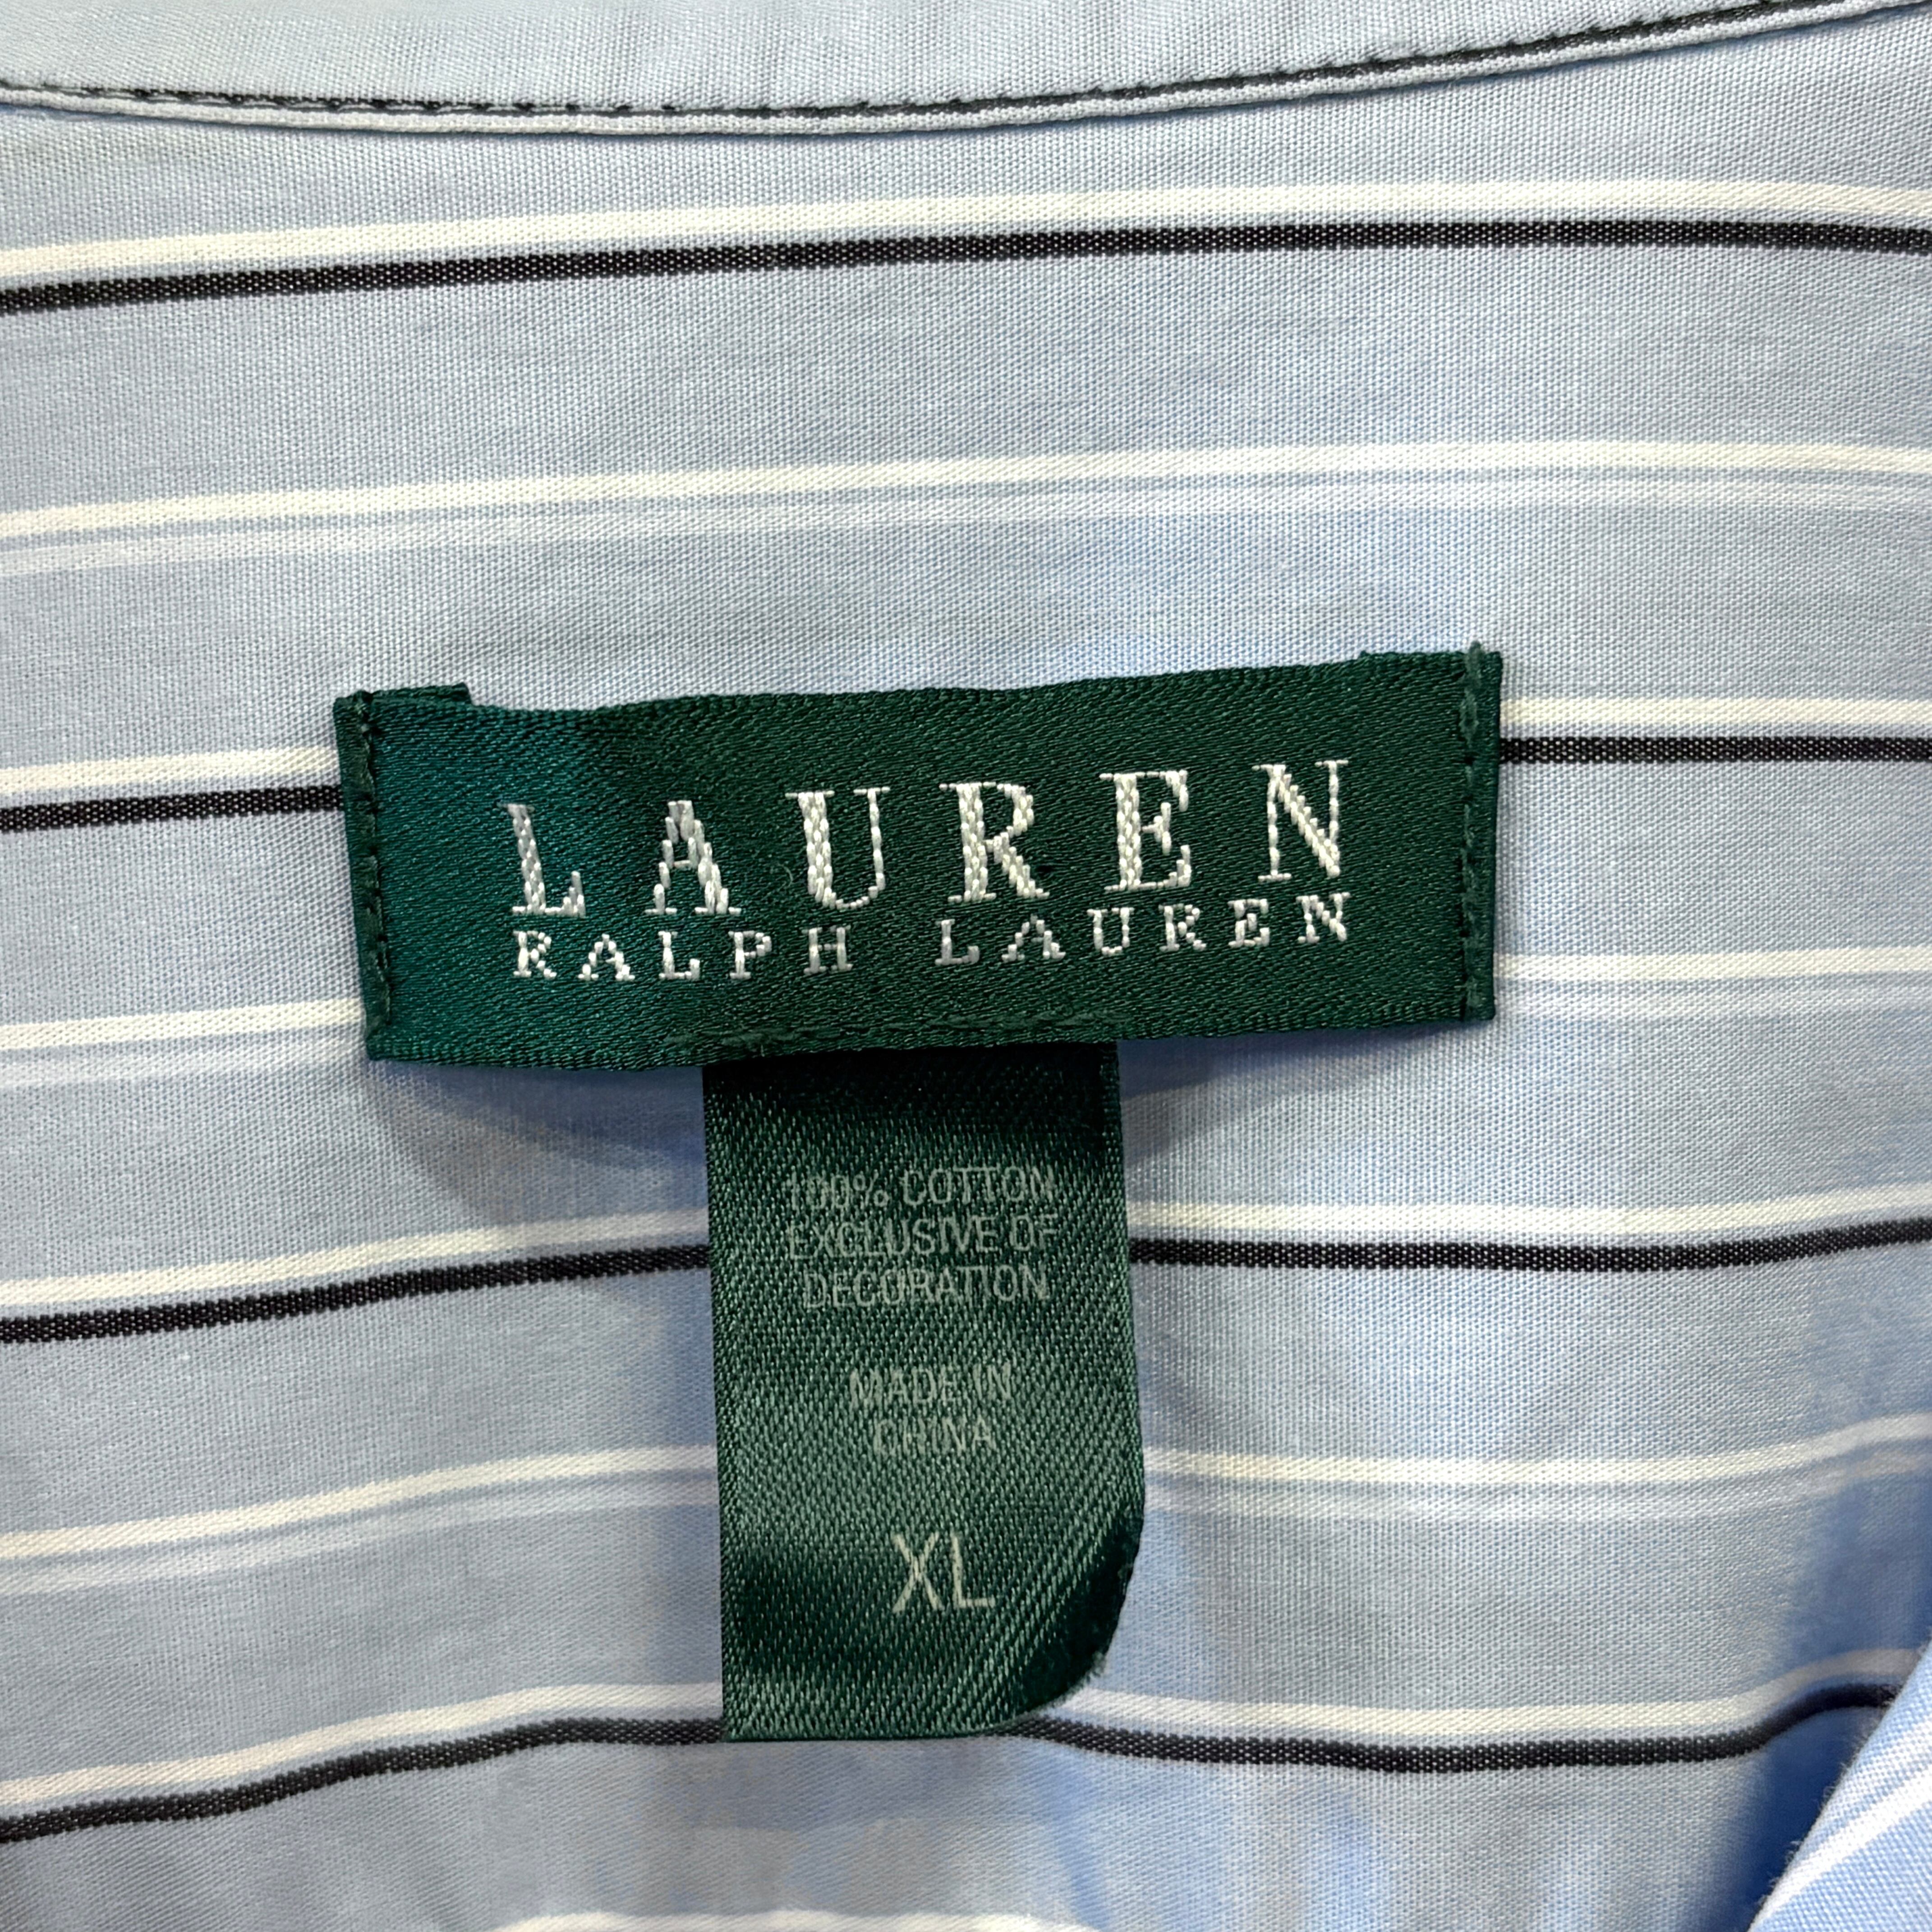 LAUREN
RALPH LAUREN
100% COTTON
EXCLUSIVE OF
DECORATION
MADE IN
CHINA
XL